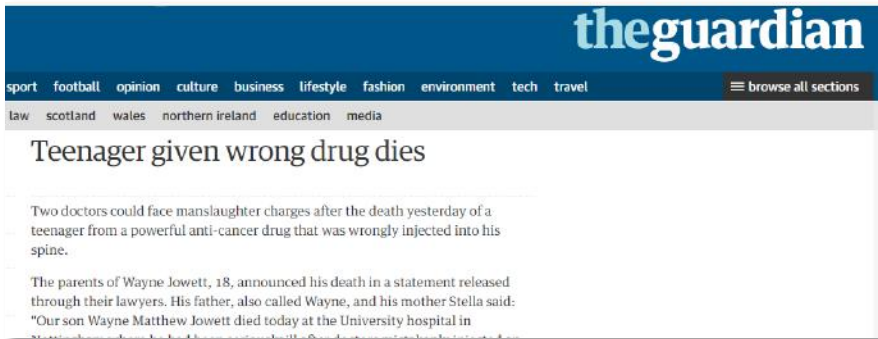 theguardian
sport football opinion culture business lifestyle fashion environment tech travel browse all sections
law scotland wales northern ireland education media
Teenager given wrong drug dies
Two doctors could face manslaughter charges after the death yesterday of a
teenager from a powerful anti-cancer drug that was wrongly injected into his
spine.
The parents of Wayne Jowett, 18, announced his death in a statement released
through their lawyers. His father, also called Wayne, and his mother Stella said:
"Our son Wayne Matthew Jowett died today at the University hospital in